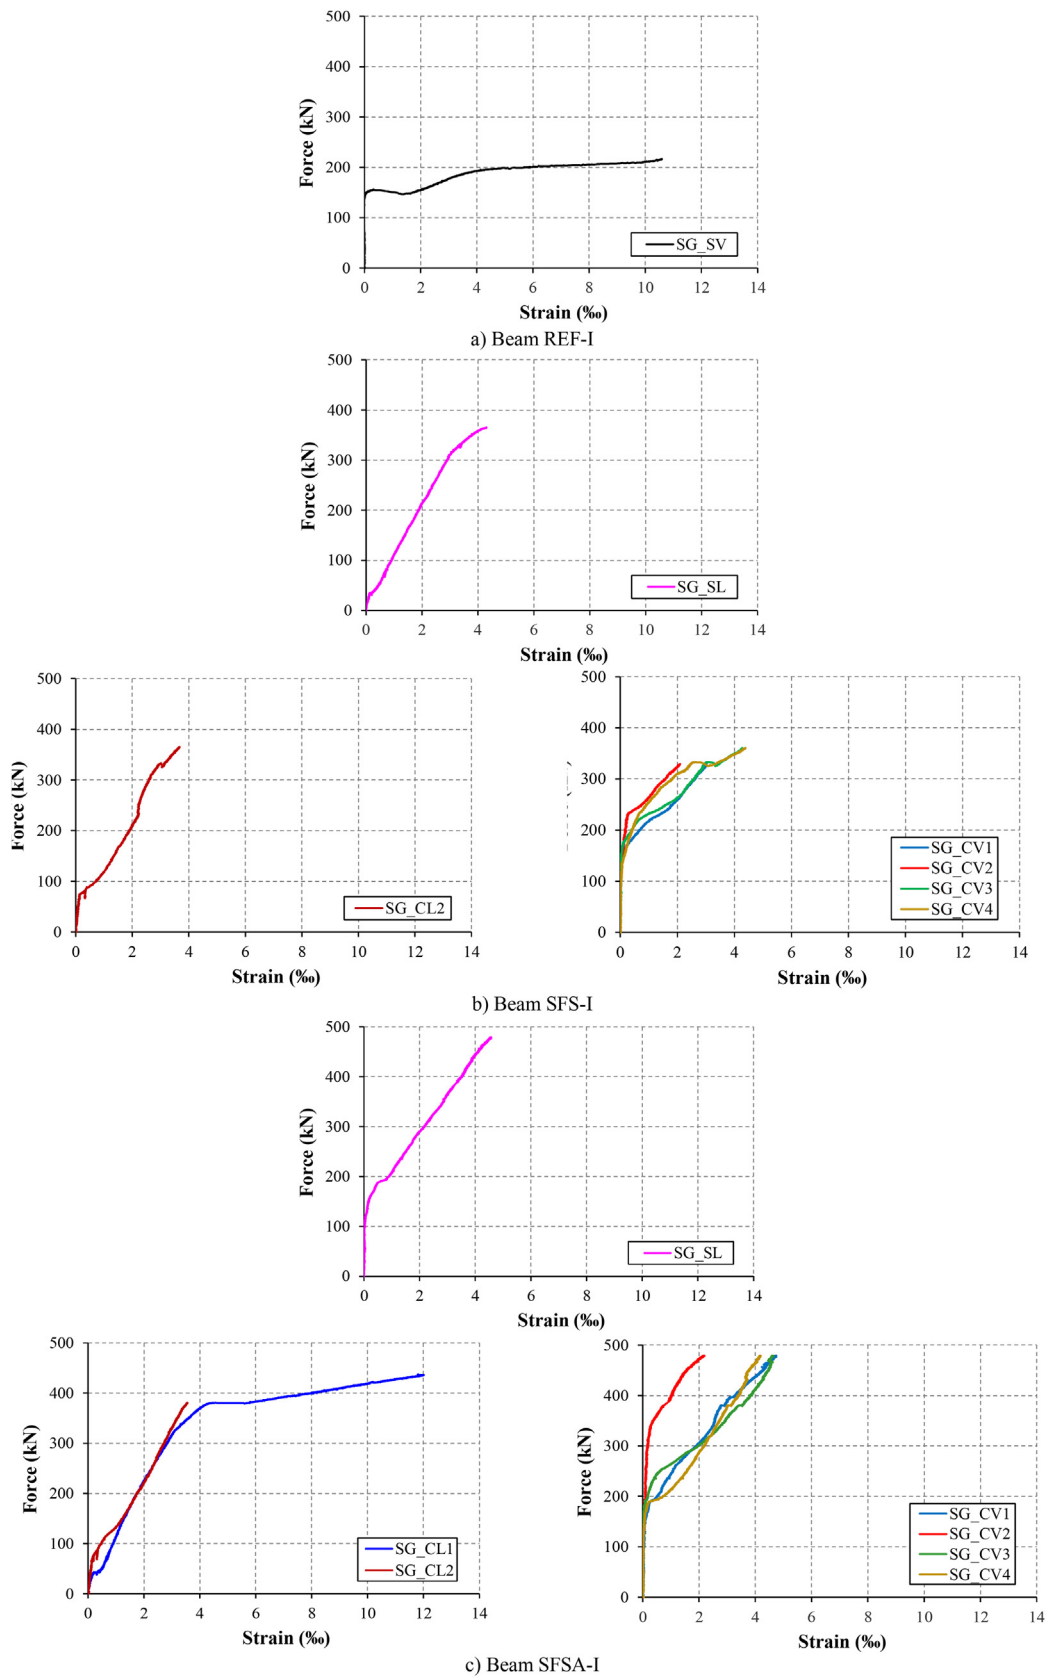 500
400
300
200
100
0
Force (kN)
SG_SV
0 2 4 6 8 10 12 14
Strain (‰)
a) Beam REF-I
500
400
300
200
100
0
Force (kN)
SG_SL
0 2 4 6 8 10 12 14
Strain (‰)
500
400
300
200
100
0
Force (kN)
SG_CL2
0 2 4 6 8 10 12 14
Strain (‰)
500
400
300
200
100
0
SG_CV1
SG_CV2
SG_CV3
SG_CV4
0 2 4 6 8 10 12 14
Strain (‰)
b) Beam SFS-I
500
400
300
200
100
0
Force (kN)
SG_SL
0 2 4 6 8 10 12 14
Strain (‰)
500
400
300
200
100
0
Force (kN)
SG_CL1
SG_CL2
0 2 4 6 8 10 12 14
Strain (‰)
500
400
300
200
100
0
Force (kN)
SG_CV1
SG_CV2
SG_CV3
SG_CV4
0 2 4 6 8 10 12 14
Strain (‰)
c) Beam SFSA-I